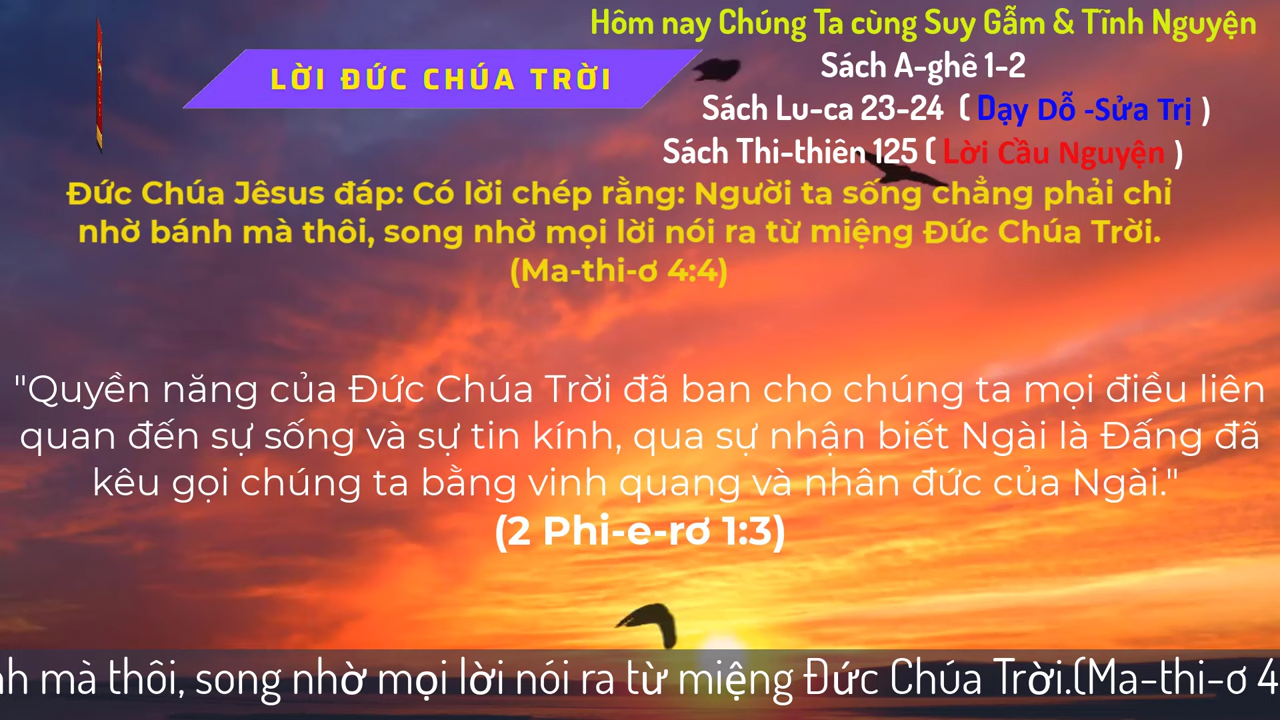 Hôm nay Chúng Ta cùng Suy Gẫm & Tĩnh Nguyện
LỜI ĐỨC CHÚA TRỜI
Sách A-ghê 1-2
Sách Lu-ca 23-24 ( Dạy Dỗ -Sửa Trị )
Sách Thi-thiên 125 ( Lời Cầu Nguyện )
Đức Chúa Jêsus đáp: Có lời chép rằng: Người ta sống chẳng phải chỉ
nhờ bánh mà thôi, song nhờ mọi lời nói ra từ miệng Đức Chúa Trời.
(Ma-thi-ơ 4:4)
"Quyền năng của Đức Chúa Trời đã ban cho chúng ta mọi điều liên
quan đến sự sống và sự tin kính, qua sự nhận biết Ngài là Đấng đã
kêu gọi chúng ta bằng vinh quang và nhân đức của Ngài."
(2 Phi-e-rơ 1:3)
nh mà thôi, song nhờ mọi lời nói ra từ miệng Đức Chúa Trời.(Ma-thi-ơ 4